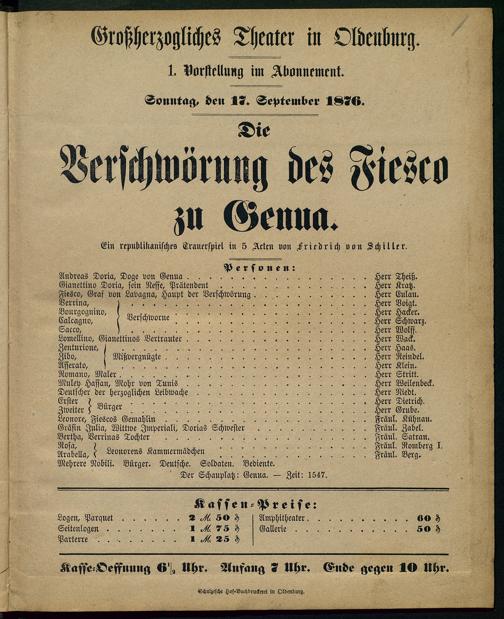 1
Großherzogliches Theater in Oldenburg.
1. Vorstellung im Abonnement.
Sonntag, den 17. September 1876.
Die
Verschwörung des Fiesco
zu Genua.
Ein republikanisches Trauerspiel in 5 Acten von Friedrich von Schiller.
Personen:
Andreas Doria, Doge von Genua . . . Herr Theiß.
Gianettino Doria, sein Neffe, Prätendent . . . Herr Kratz.
Fiesco, Graf von Lavagna, Haupt der Verschwörung . . . Herr Eulau.
Verrina, . . . Herr Voigt.
Bourgognino, . . . Herr Hacker.
Calcagno, } Verschworne . . . Herr Schwarz.
Sacco, . . . Herr Wolff.
Lomellino, Gianettinos Vertrauter . . . Herr Wack.
Zenturione, . . . Herr Haas.
Zibo, } Mißvergnügte . . . Herr Reindel.
Asserato, . . . Herr Klein.
Romano, Maler . . . Herr Stritt.
Muley Hassan, Mohr von Tunis . . . Herr Weilenbeck.
Deutscher der herzoglichen Leibwache . . . Herr Riedt.
Erster } Bürger . . . Herr Dietrich.
Zweiter . . . Herr Grube.
Leonore, Fiescos Gemahlin . . . Fräul. Kühnau.
Gräfin Julia, Wittwe Imperiali, Dorias Schwester . . . Fräul. Zabel.
Bertha, Verrinas Tochter . . . Fräul. Satran.
Rosa, } Leonorens Kammermädchen . . . Fräul. Romberg I.
Arabella, . . . Fräul. Berg.
Mehrere Nobili. Bürger. Deutsche. Soldaten. Bediente.
Der Schauplatz: Genua. — Zeit: 1547.
Kassen-Preise:
Logen, Parquet . . . 2 M 50 ₰ Amphitheater . . . 60 ₰
Seitenlogen . . . 1 M 75 ₰ Gallerie . . . 50 ₰
Parterre . . . 1 M 25 ₰
Kasse-Oeffnung 6½ Uhr. Anfang 7 Uhr. Ende gegen 10 Uhr.
Schulzesche Hof-Buchdruckerei in Oldenburg.